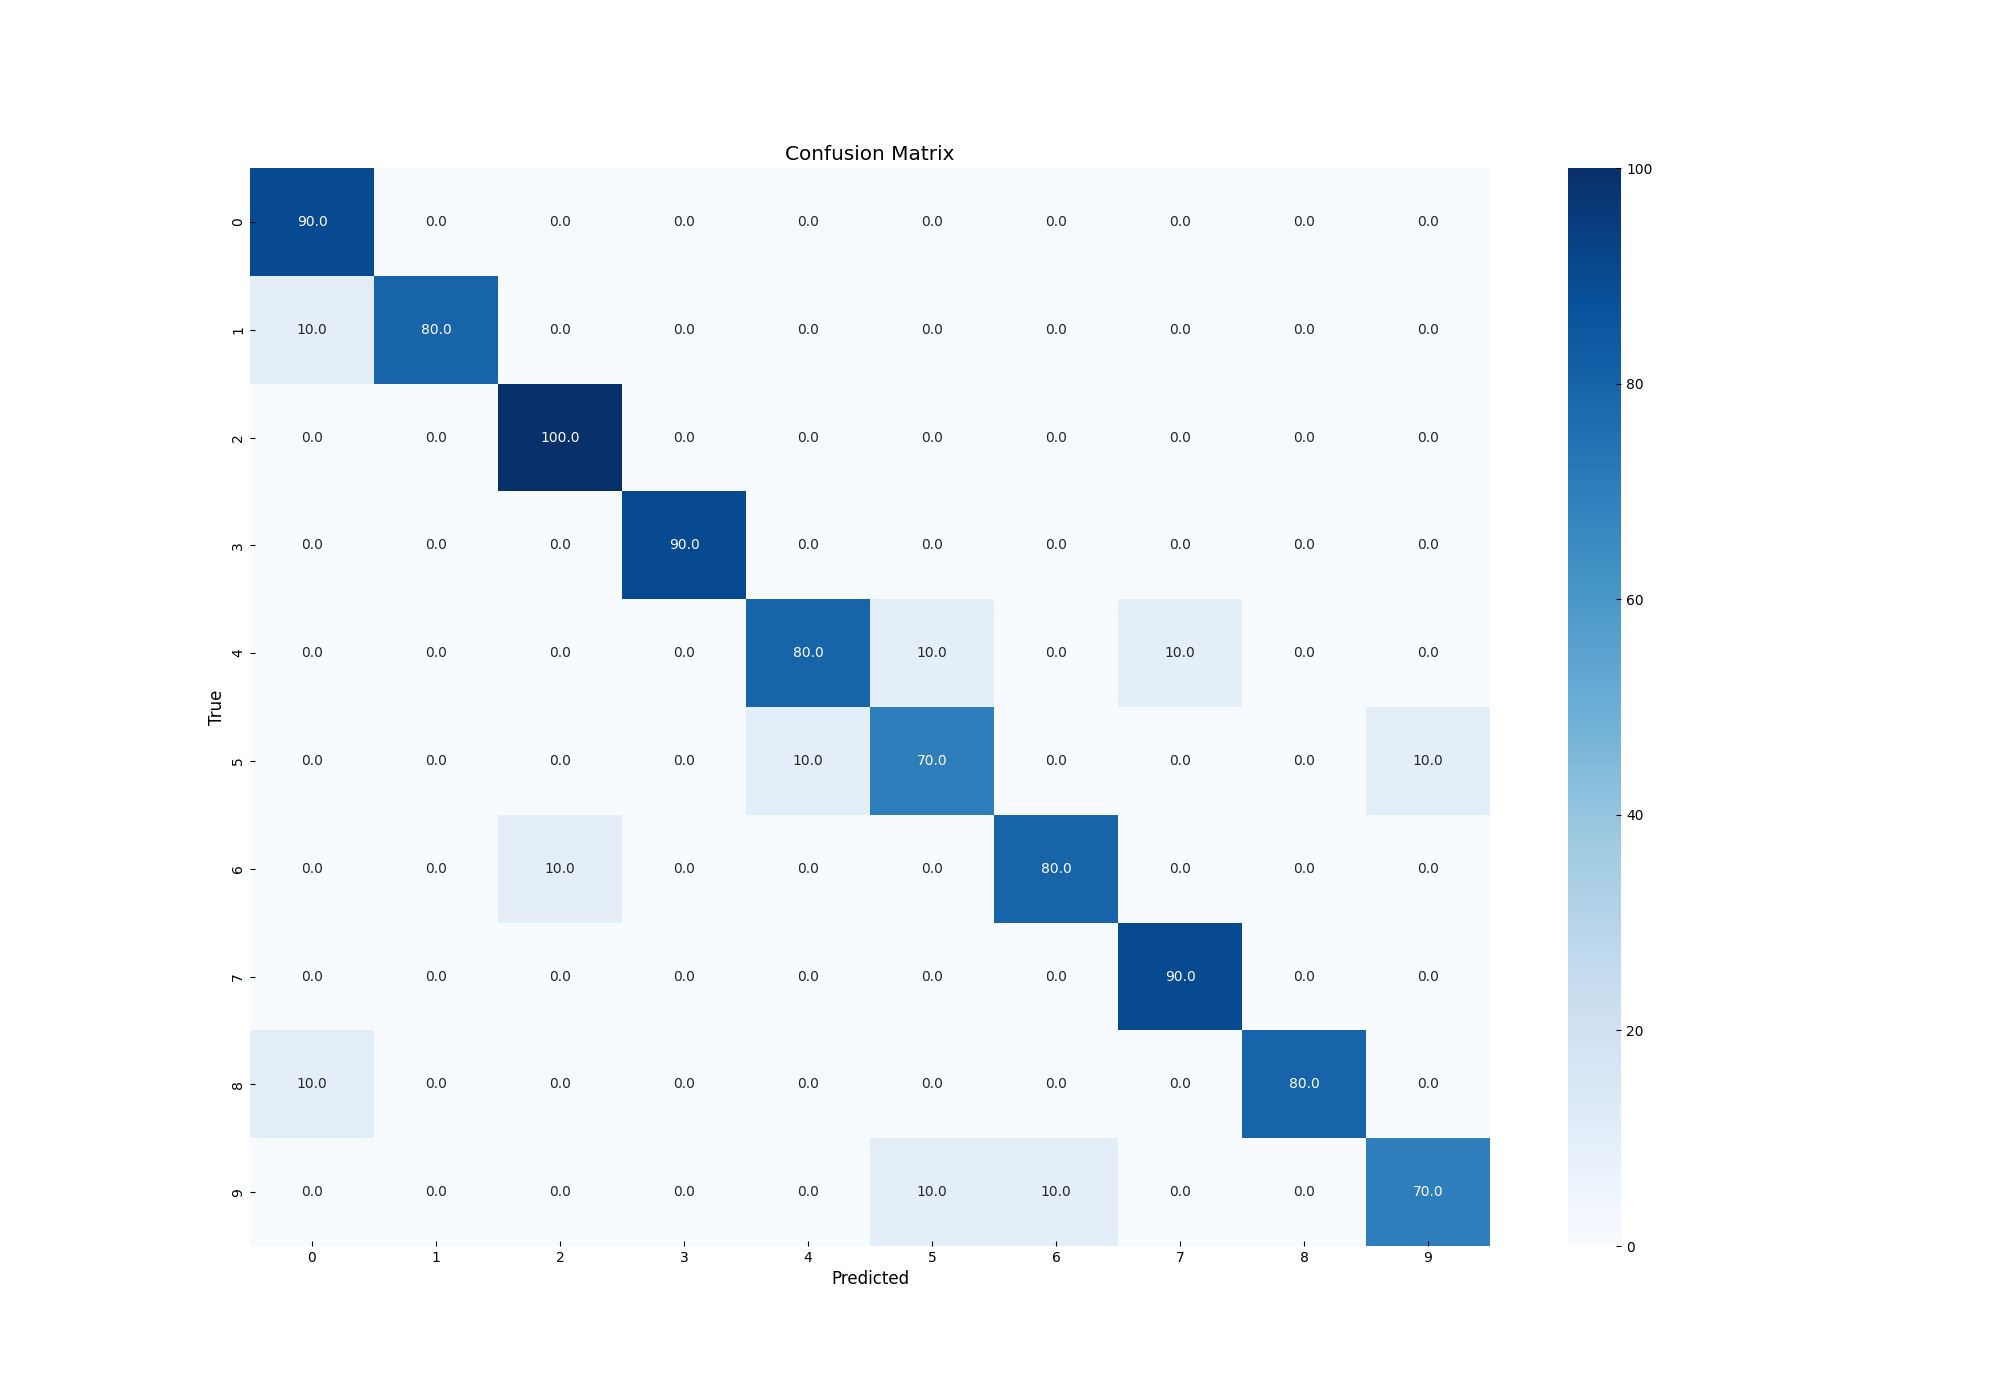 Confusion Matrix
0 90.0 0.0 0.0 0.0 0.0 0.0 0.0 0.0 0.0 0.0
1 10.0 80.0 0.0 0.0 0.0 0.0 0.0 0.0 0.0 0.0
2 0.0 0.0 100.0 0.0 0.0 0.0 0.0 0.0 0.0 0.0
3 0.0 0.0 0.0 90.0 0.0 0.0 0.0 0.0 0.0 0.0
4 0.0 0.0 0.0 0.0 80.0 10.0 0.0 10.0 0.0 0.0
5 0.0 0.0 0.0 0.0 10.0 70.0 0.0 0.0 0.0 10.0
6 0.0 0.0 10.0 0.0 0.0 0.0 80.0 0.0 0.0 0.0
7 0.0 0.0 0.0 0.0 0.0 0.0 0.0 90.0 0.0 0.0
8 10.0 0.0 0.0 0.0 0.0 0.0 0.0 0.0 80.0 0.0
9 0.0 0.0 0.0 0.0 0.0 10.0 10.0 0.0 0.0 70.0
0 1 2 3 4 5 6 7 8 9
Predicted
True
100
80
60
40
20
0